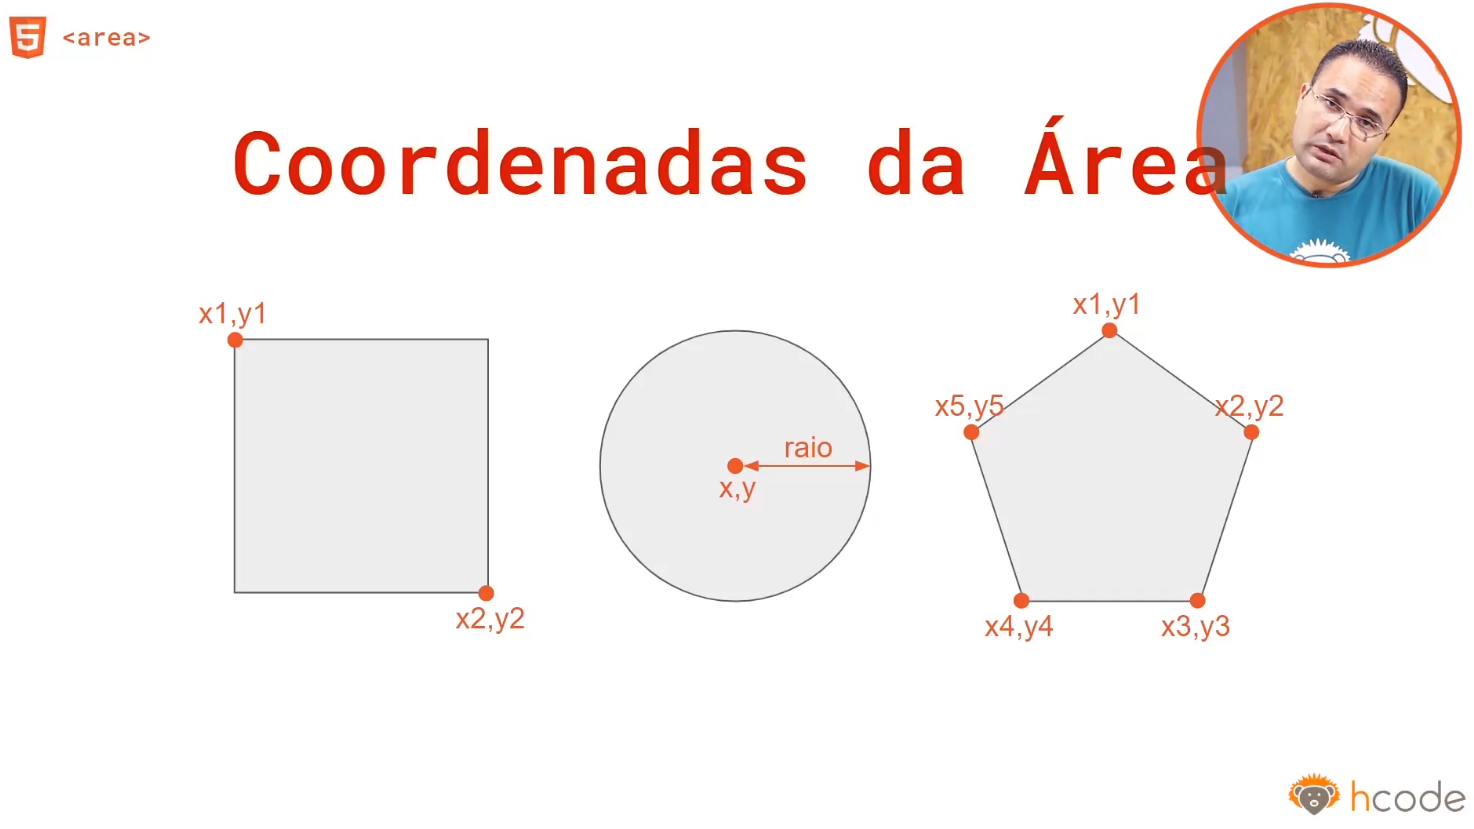 5 <area>
Coordenadas da Área
x1,y1
x2,y2
raio
x,y
x1,y1
x5,y5
x2,y2
x4,y4
x3,y3
hcode